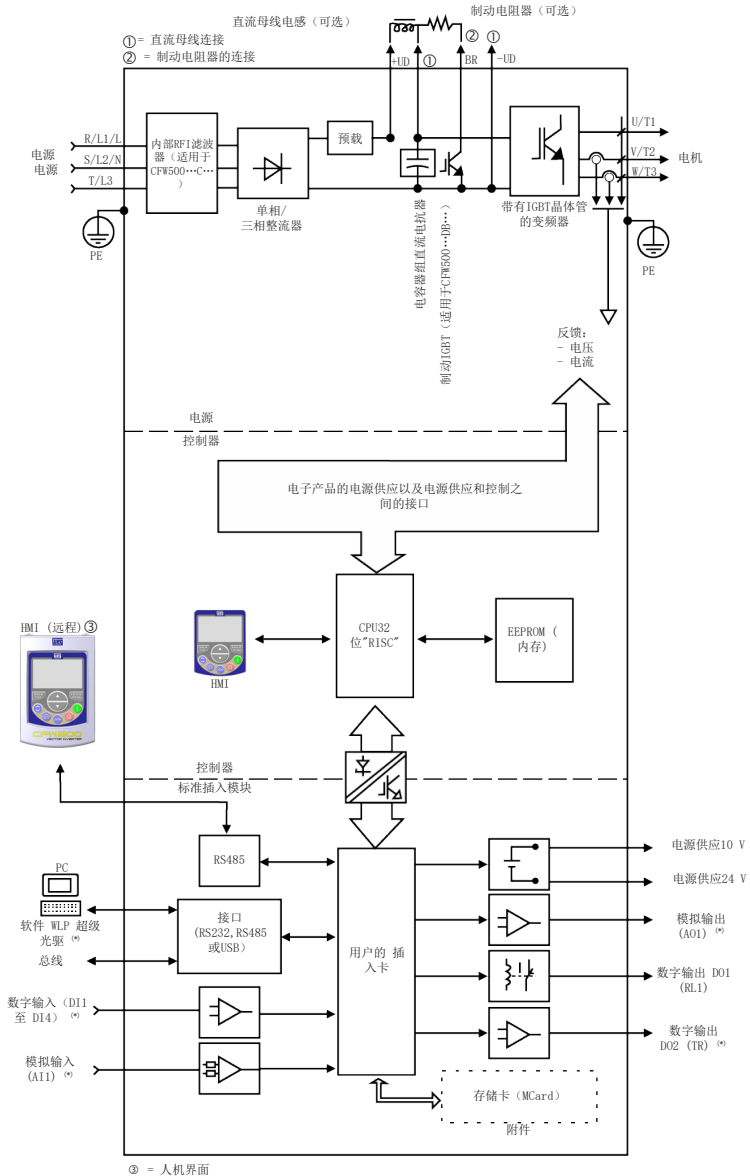 直流母线电感（可选）
制动电阻器（可选）
①= 直流母线连接
② = 制动电阻器的连接
② ①
+UD ① BR -UD
R/L1/L
S/L2/N
T/L3
电源
电源
PE
内部RFI滤波
器（适用于
CFW500···C···
）
单相/
三相整流器
预载
电容器组直流电抗器
制动IGBT（适用于CFW500···DB···）
带有IGBT晶体管
的变频器
U/T1
V/T2
W/T3
电机
PE
反馈:
- 电压
- 电流
电源
控制器
电子产品的电源供应以及电源供应和控制之
间的接口
CPU32
位"RISC"
EEPROM (
内存)
HMI
HMI (远程)③
CFW500
VECTOR INVERTER
控制器
标准插入模块
RS485
PC
软件 WLP 超级
光驱 (*)
总线
接口
(RS232,RS485
或USB)
数字输入（DI1
至 DI4） (*)
模拟输入
(AI1) (*)
用户的 插
入卡
电源供应10 V
电源供应24 V
模拟输出
(AO1) (*)
数字输出 DO1
(RL1)
数字输出
DO2 (TR) (*)
存储卡（MCard）
附件
③ = 人机界面